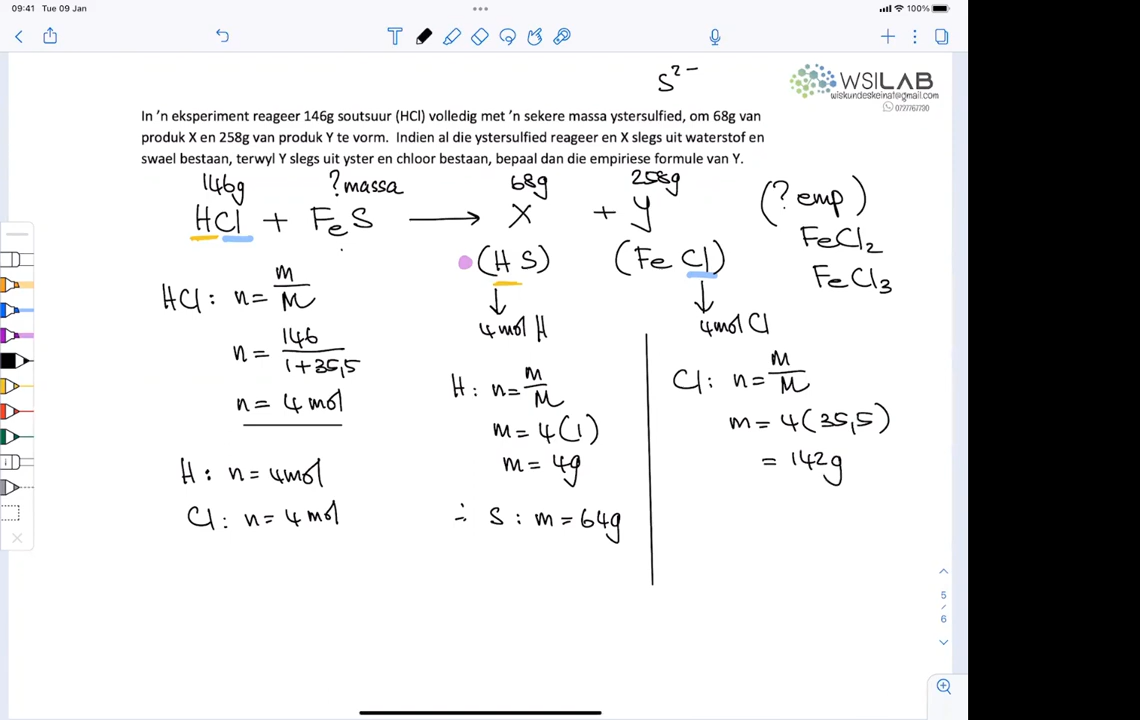 09:41 Tue 09 Jan
100%
T
S²⁻
WSILAB
wiskundeskeinat@gmail.com
In 'n eksperiment reageer 146g soutsuur (HCl) volledig met 'n sekere massa ystersulfied, om 68g van
produk X en 258g van produk Y te vorm. Indien al die ystersulfied reageer en X slegs uit waterstof en
swael bestaan, terwyl Y slegs uit yster en chloor bestaan, bepaal dan die empiriese formule van Y.
146g ? massa 68g 258g
HCl + FeS → X + Y (? emp)
FeCl₂
(H S) (Fe Cl)
FeCl₃
HCl: n = m/M
4 mol H 4 mol Cl
n = 146/(1+35,5)
H: n = m/M
Cl: n = m/M
n = 4 mol
m = 4(1)
m = 4(35,5)
m = 4g
= 142g
H: n = 4mol
Cl: n = 4 mol
∴ S: m = 64g
5
/
6